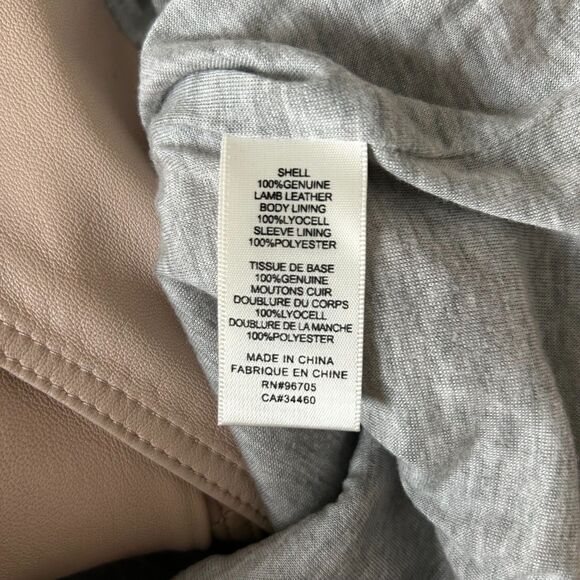 SHELL
100%GENUINE
LAMB LEATHER
BODY LINING
100%LYOCELL
SLEEVE LINING
100%POLYESTER
TISSUE DE BASE
100%GENUINE
MOUTONS CUIR
DOUBLURE DU CORPS
100%LYOCELL
DOUBLURE DE LA MANCHE
100%POLYESTER
MADE IN CHINA
FABRIQUE EN CHINE
RN#96705
CA#34460